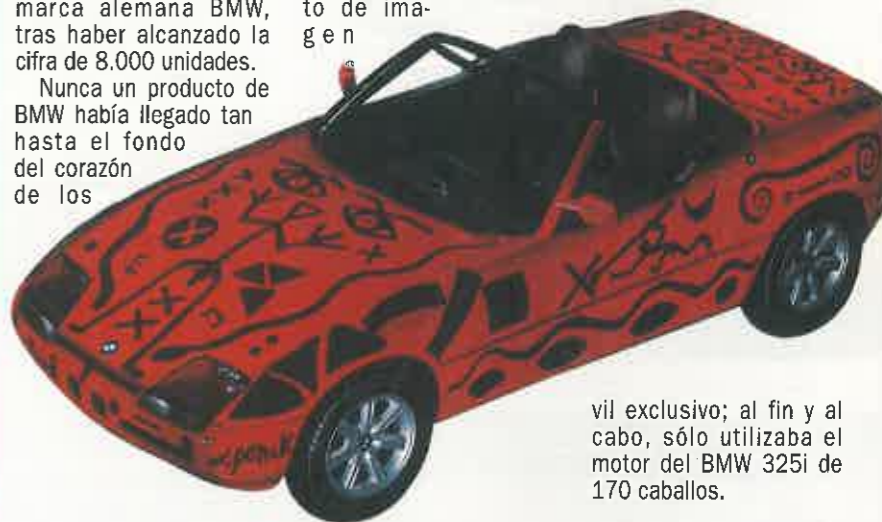 marca alemana BMW,
tras haber alcanzado la
cifra de 8.000 unidades.
Nunca un producto de
BMW había llegado tan
hasta el fondo
del corazón
de los
to de ima-
gen
vil exclusivo; al fin y al
cabo, sólo utilizaba el
motor del BMW 325i de
170 caballos.